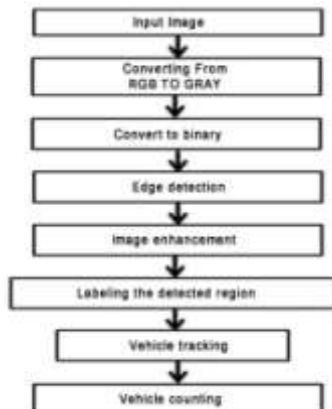 Input Image
Converting From
RGB TO GRAY
Convert to binary
Edge detection
Image enhancement
Labeling the detected region
Vehicle tracking
Vehicle counting